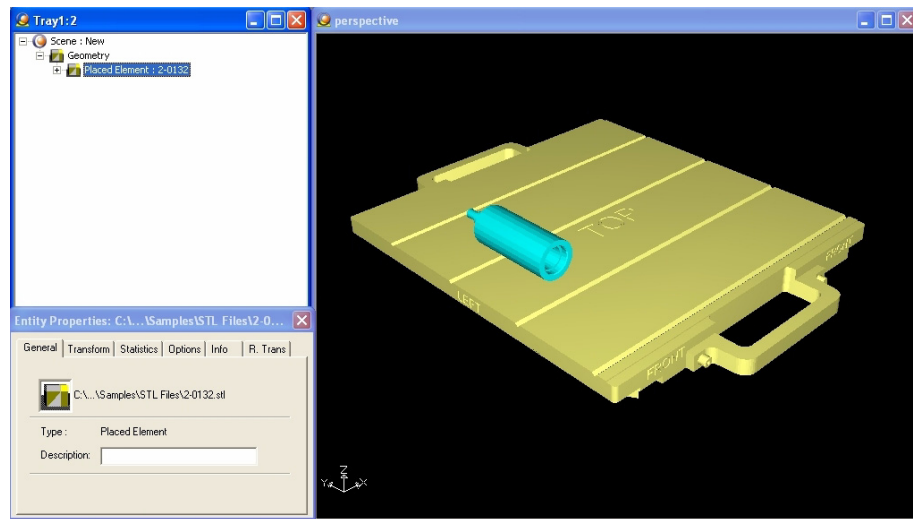 Tray1:2
Scene : New
Geometry
Placed Element : 2-0132
Entity Properties: C:\...\Samples\STL Files\2-0...
General Transform Statistics Options Info R. Trans
C:\...\Samples\STL Files\2-0132.stl
Type : Placed Element
Description:
perspective
TOP
LEFT
FRONT
FRONT
Z
Y X